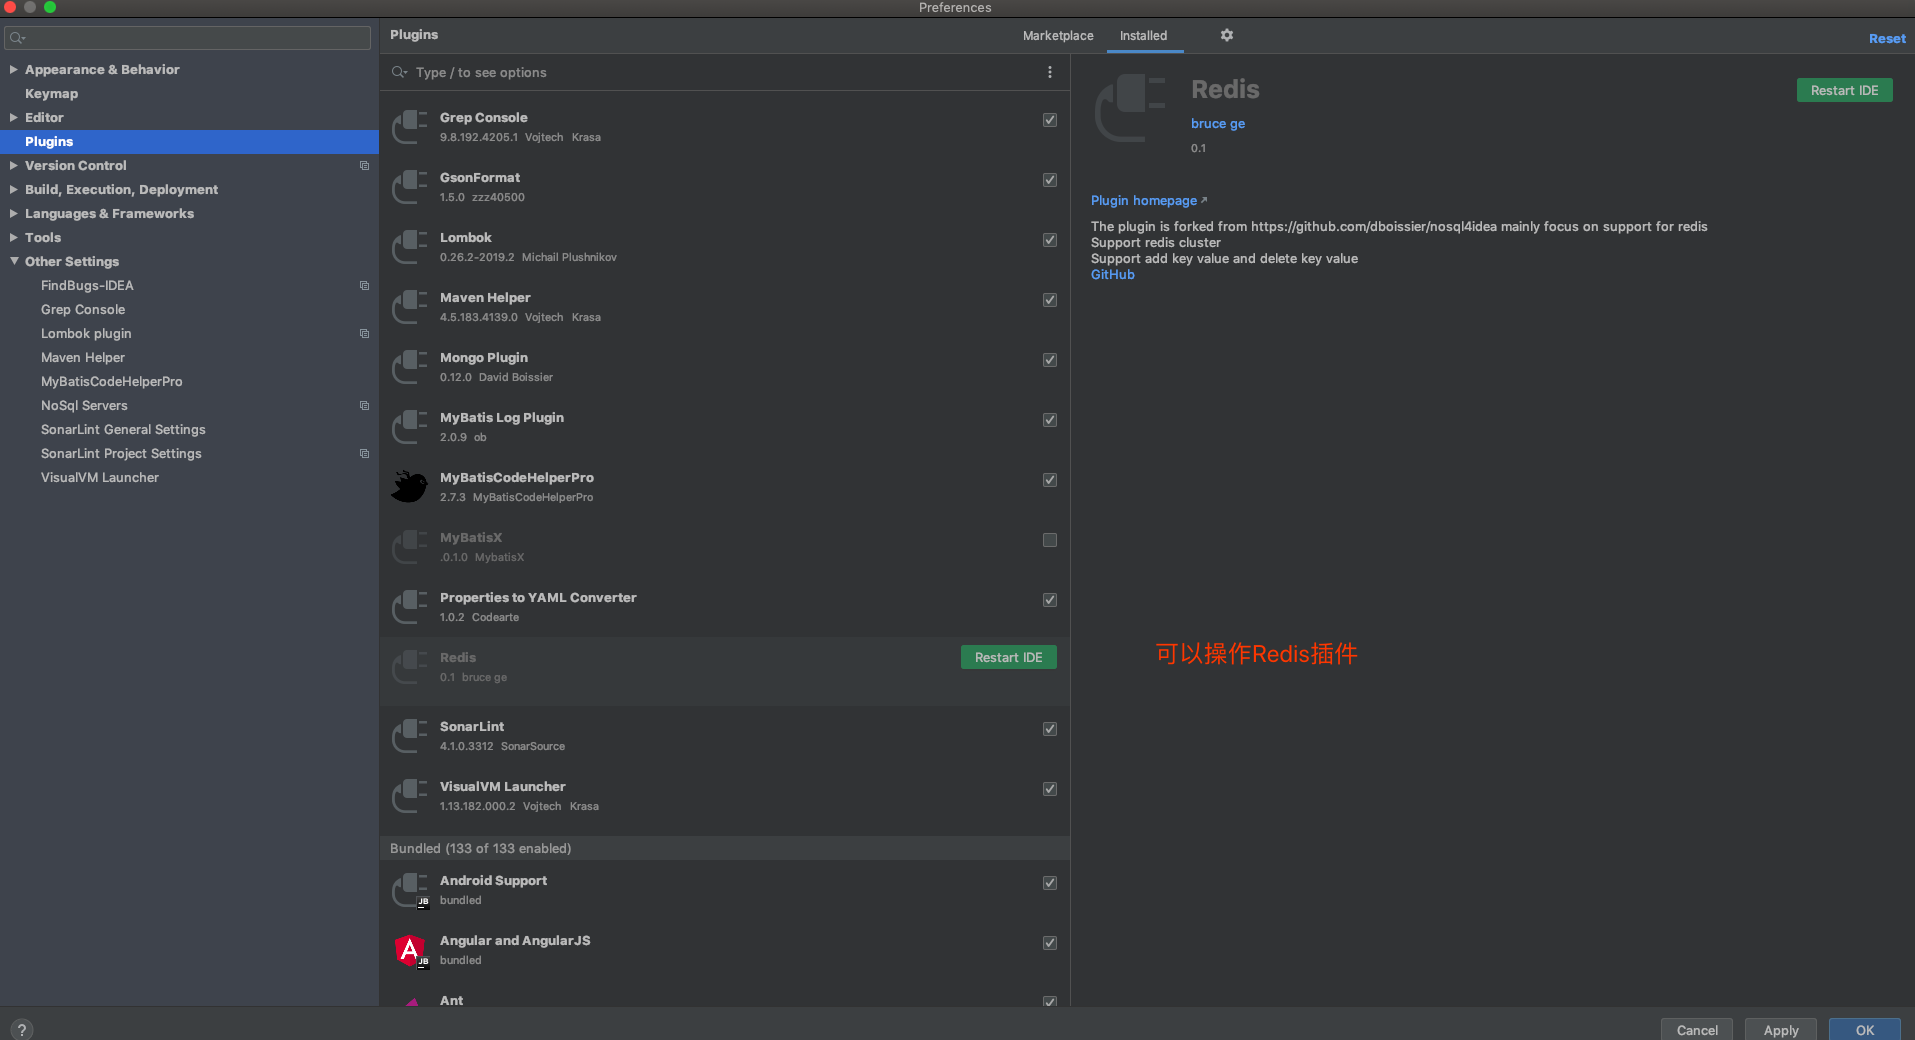 Preferences
Appearance & Behavior
Keymap
Editor
Plugins
Version Control
Build, Execution, Deployment
Languages & Frameworks
Tools
Other Settings
FindBugs-IDEA
Grep Console
Lombok plugin
Maven Helper
MyBatisCodeHelperPro
NoSql Servers
SonarLint General Settings
SonarLint Project Settings
VisualVM Launcher
?
Plugins
Marketplace
Installed
Reset
Type / to see options
Grep Console
9.8.192.4205.1 Vojtech Krasa
GsonFormat
1.5.0 zzz40500
Lombok
0.26.2-2019.2 Michail Plushnikov
Maven Helper
4.5.183.4139.0 Vojtech Krasa
Mongo Plugin
0.12.0 David Boissier
MyBatis Log Plugin
2.0.9 ob
MyBatisCodeHelperPro
2.7.3 MyBatisCodeHelperPro
MyBatisX
.0.1.0 MybatisX
Properties to YAML Converter
1.0.2 Codearte
Redis
0.1 bruce ge
Restart IDE
SonarLint
4.1.0.3312 SonarSource
VisualVM Launcher
1.13.182.000.2 Vojtech Krasa
Bundled (133 of 133 enabled)
Android Support
bundled
JB
Angular and AngularJS
bundled
A
JB
Ant
Redis
Restart IDE
bruce ge
0.1
Plugin homepage
The plugin is forked from https://github.com/dboissier/nosql4idea mainly focus on support for redis
Support redis cluster
Support add key value and delete key value
GitHub
可以操作Redis插件
Cancel
Apply
OK